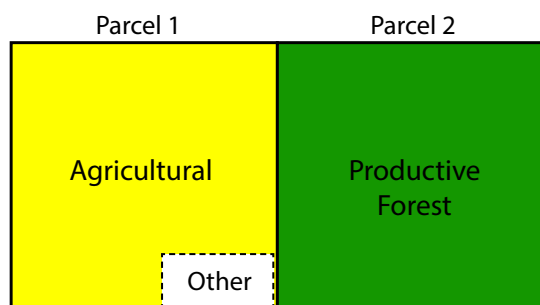 Parcel 1
Parcel 2
Agricultural
Productive
Forest
Other